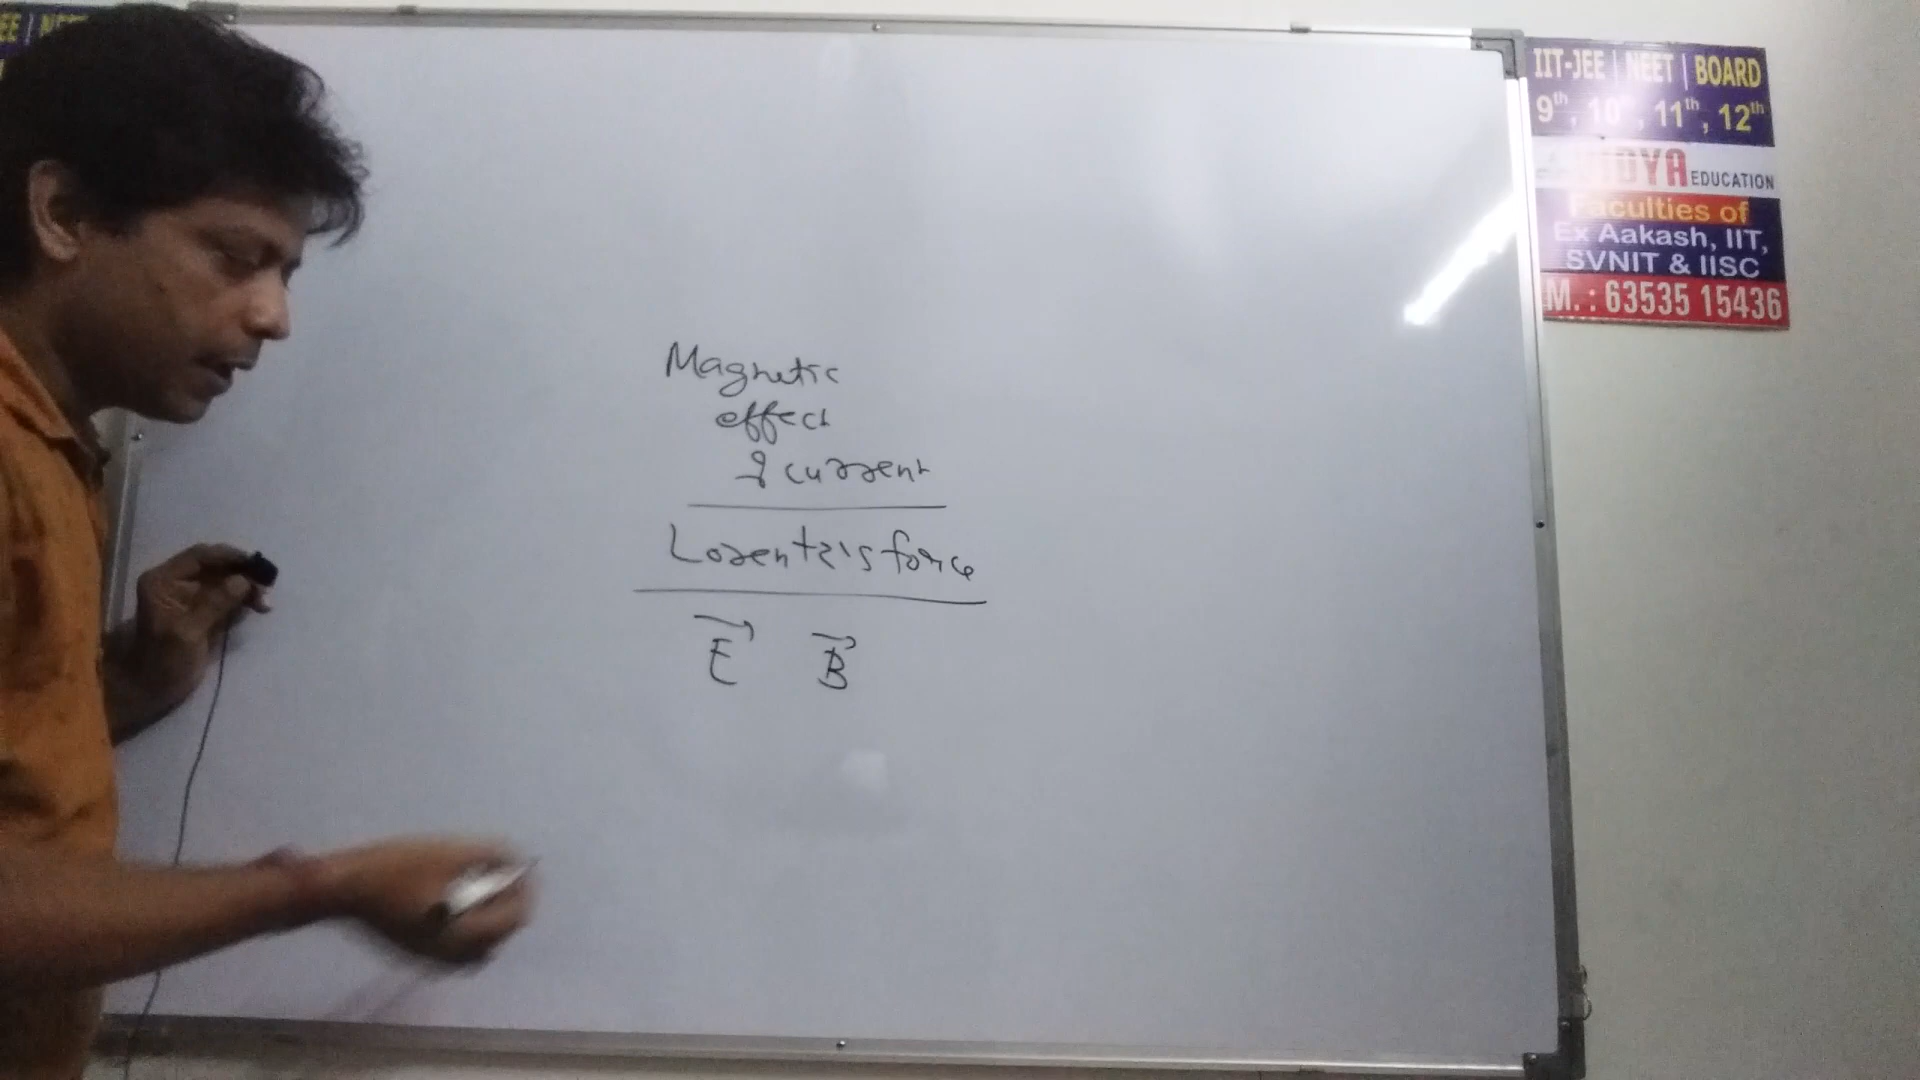 Magnetic
effect
of current
Lorentz's force
E B
IIT-JEE | NEET | BOARD
9th, 10th, 11th, 12th
EDUCATION
Faculties of
Ex Aakash, IIT,
SVNIT & IISC
M. : 63535 15436